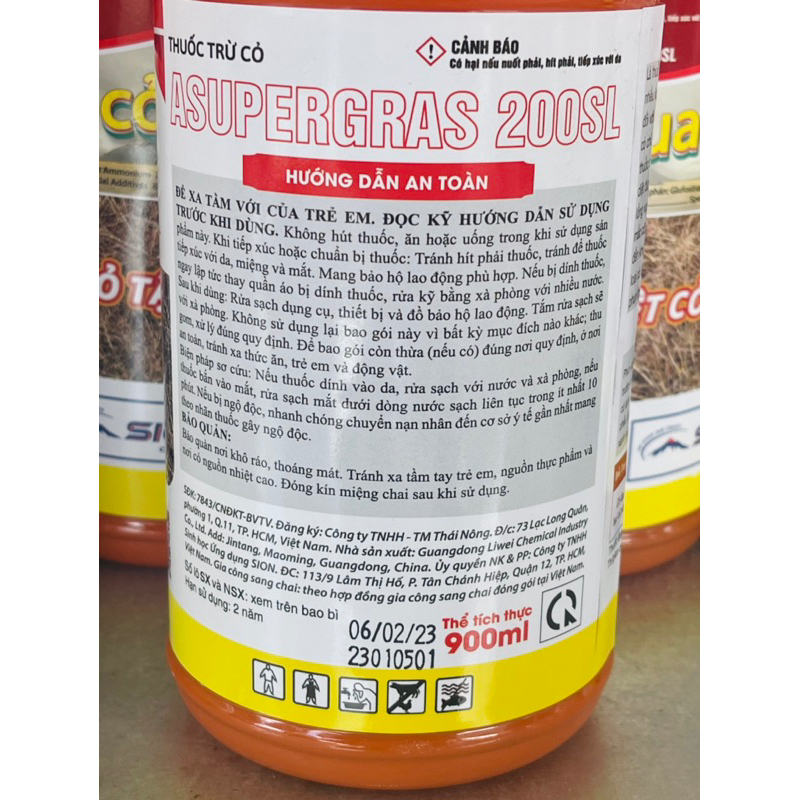 THUỐC TRỪ CỎ
CẢNH BÁO
Có hại nếu nuốt phải, hít phải, tiếp xúc với da
ASUPERGRAS 200SL
HƯỚNG DẪN AN TOÀN
ĐỂ XA TẦM VỚI CỦA TRẺ EM. ĐỌC KỸ HƯỚNG DẪN SỬ DỤNG
TRƯỚC KHI DÙNG. Không hút thuốc, ăn hoặc uống trong khi sử dụng sản
phẩm này. Khi tiếp xúc hoặc chuẩn bị thuốc: Tránh hít phải thuốc, tránh để thuốc
tiếp xúc với da, miệng và mắt. Mang bảo hộ lao động phù hợp. Nếu bị dính thuốc,
ngay lập tức thay quần áo bị dính thuốc, rửa kỹ bằng xà phòng với nhiều nước.
Sau khi dùng: Rửa sạch dụng cụ, thiết bị và đồ bảo hộ lao động. Tắm rửa sạch sẽ
với xà phòng. Không sử dụng lại bao gói này vì bất kỳ mục đích nào khác; thu
gom, xử lý đúng quy định. Để bao gói còn thừa (nếu có) đúng nơi quy định, ở nơi
an toàn, tránh xa thức ăn, trẻ em và động vật.
Biện pháp sơ cứu: Nếu thuốc dính vào da, rửa sạch với nước và xà phòng, nếu
thuốc bắn vào mắt, rửa sạch mắt dưới dòng nước sạch liên tục trong ít nhất 10
phút. Nếu bị ngộ độc, nhanh chóng chuyển nạn nhân đến cơ sở y tế gần nhất mang
theo nhãn thuốc gây ngộ độc.
BẢO QUẢN:
Bảo quản nơi khô ráo, thoáng mát. Tránh xa tầm tay trẻ em, nguồn thực phẩm và
nơi có nguồn nhiệt cao. Đóng kín miệng chai sau khi sử dụng.
SĐK: 7843/CNĐKT-BVTV. Đăng ký: Công ty TNHH - TM Thái Nông. Đ/c: 73 Lạc Long Quân,
phường 1, Q.11, TP. HCM, Việt Nam. Nhà sản xuất: Guangdong Liwei Chemical Industry
Co., Ltd. Add: Jintang, Maoming, Guangdong, China. Ủy quyền NK & PP: Công ty TNHH
Sinh học Ứng dụng SION. ĐC: 113/9 Lâm Thị Hố, P. Tân Chánh Hiệp, Quận 12, TP. HCM,
Việt Nam. Gia công sang chai: theo hợp đồng gia công sang chai đóng gói tại Việt Nam.
Số lô SX và NSX: xem trên bao bì
Hạn sử dụng: 2 năm
06/02/23
23010501
Thể tích thực
900ml